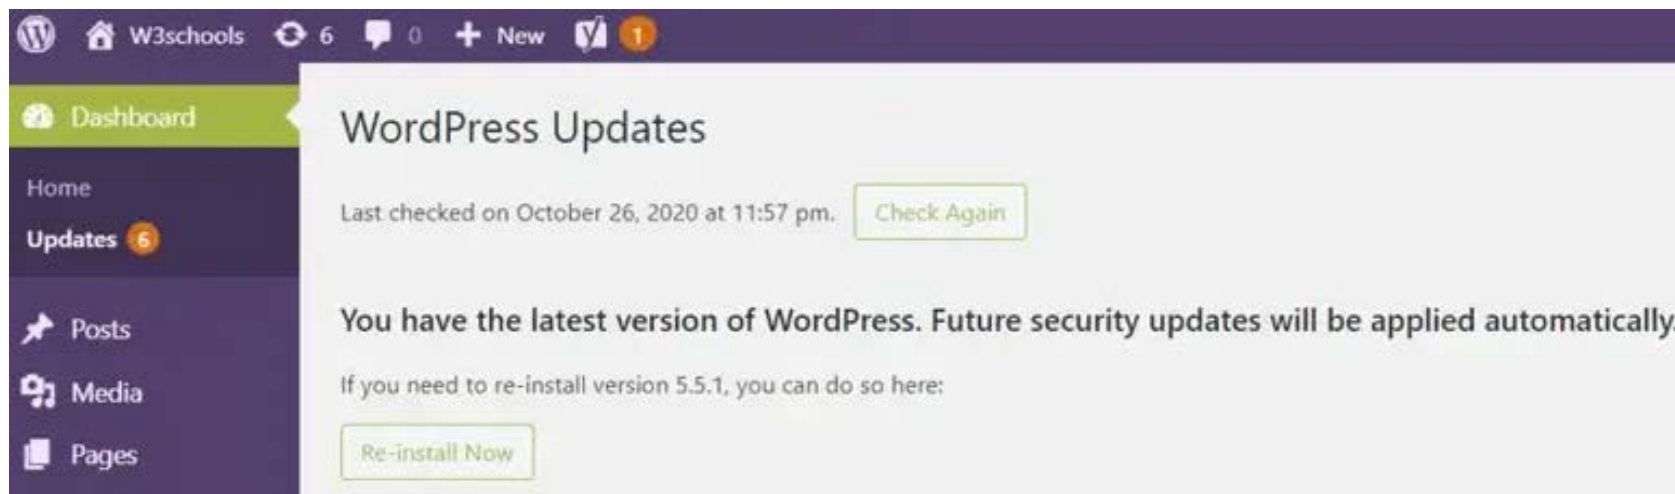 W3schools 6 0 New 1
Dashboard
WordPress Updates
Home
Last checked on October 26, 2020 at 11:57 pm. Check Again
Updates 6
You have the latest version of WordPress. Future security updates will be applied automatically.
Posts
If you need to re-install version 5.5.1, you can do so here:
Media
Re-install Now
Pages